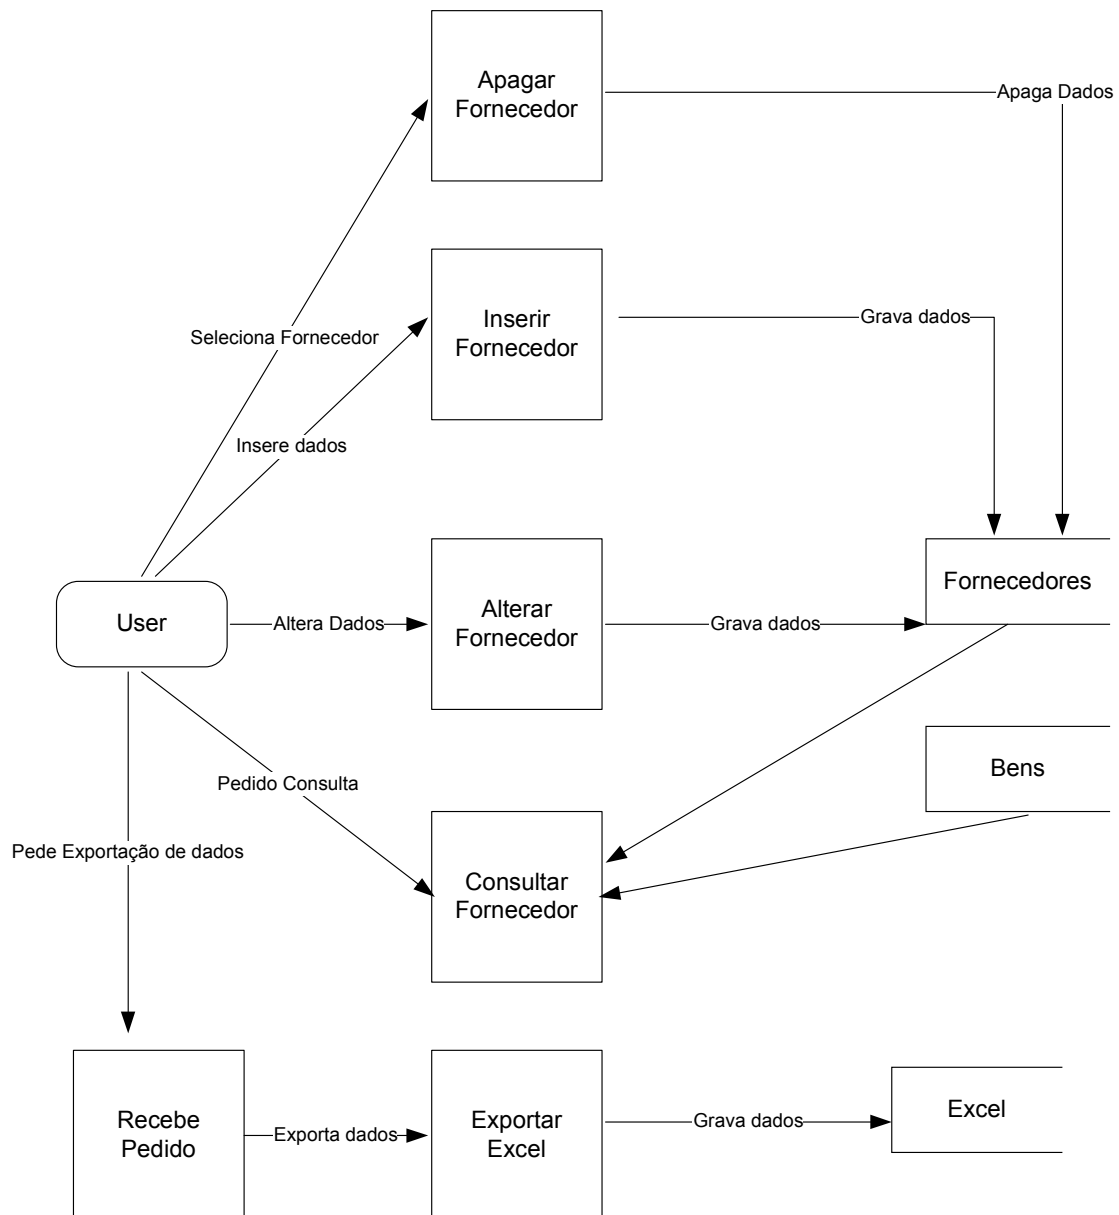 Apagar
Fornecedor
Apaga Dados
Inserir
Fornecedor
Grava dados
Seleciona Fornecedor
Insere dados
User
Altera Dados
Alterar
Fornecedor
Grava dados
Fornecedores
Bens
Pedido Consulta
Pede Exportação de dados
Consultar
Fornecedor
Recebe
Pedido
Exporta dados
Exportar
Excel
Grava dados
Excel